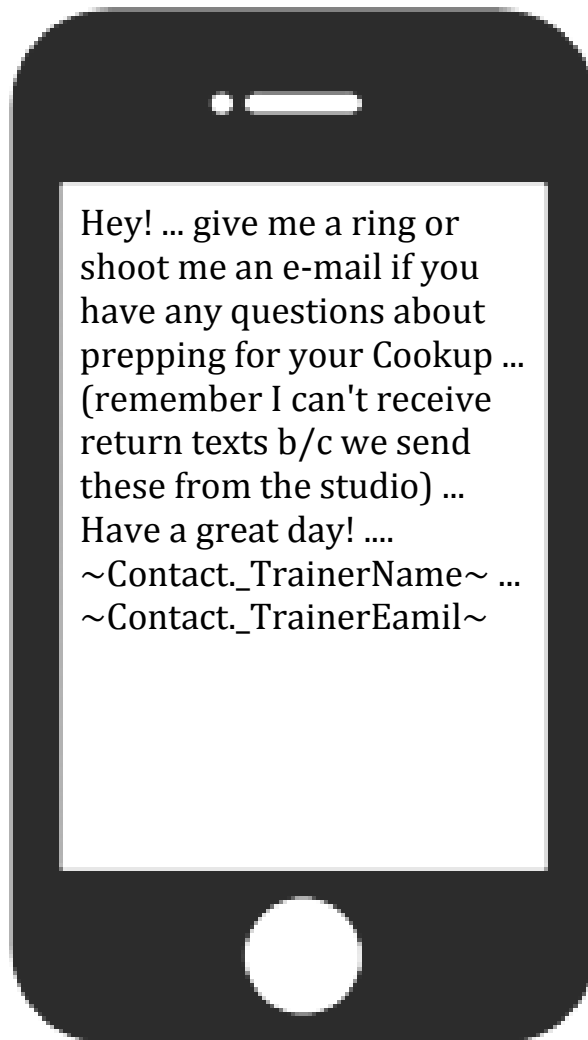 Hey! ... give me a ring or
shoot me an e-mail if you
have any questions about
prepping for your Cookup ...
(remember I can't receive
return texts b/c we send
these from the studio) ...
Have a great day! ....
~Contact._TrainerName~ ...
~Contact._TrainerEamil~